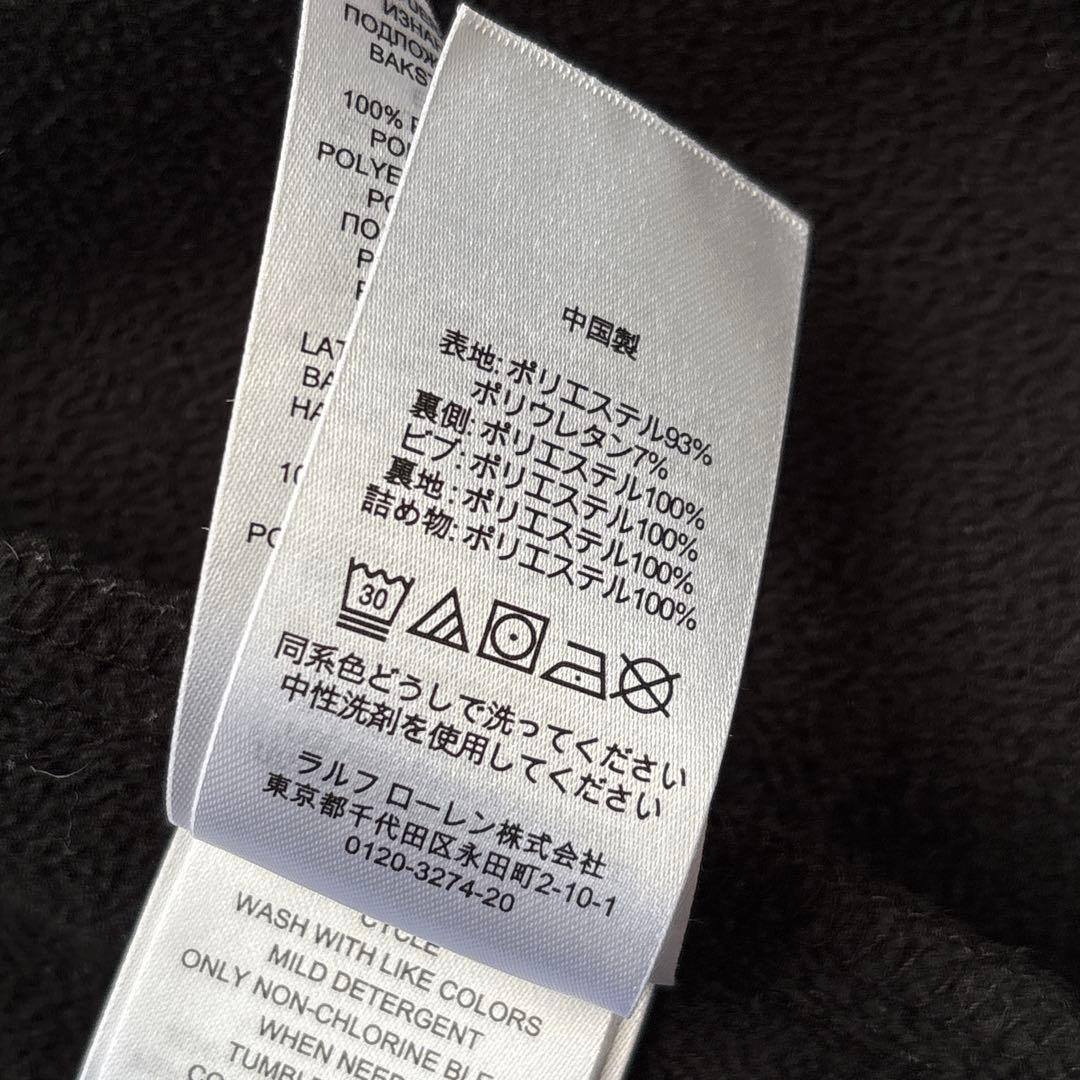 BAKS
100%
POLYE
LAT
中国製
表地: ポリエステル93%
ポリウレタン7%
裏側: ポリエステル100%
ビブ: ポリエステル100%
裏地 : ポリエステル100%
詰め物: ポリエステル100%
30
同系色どうしで洗ってください
中性洗剤を使用してください
ラルフ ローレン株式会社
東京都千代田区永田町2-10-1
0120-3274-20
CYCLE
WASH WITH LIKE COLORS
MILD DETERGENT
ONLY NON-CHLORINE
WHEN